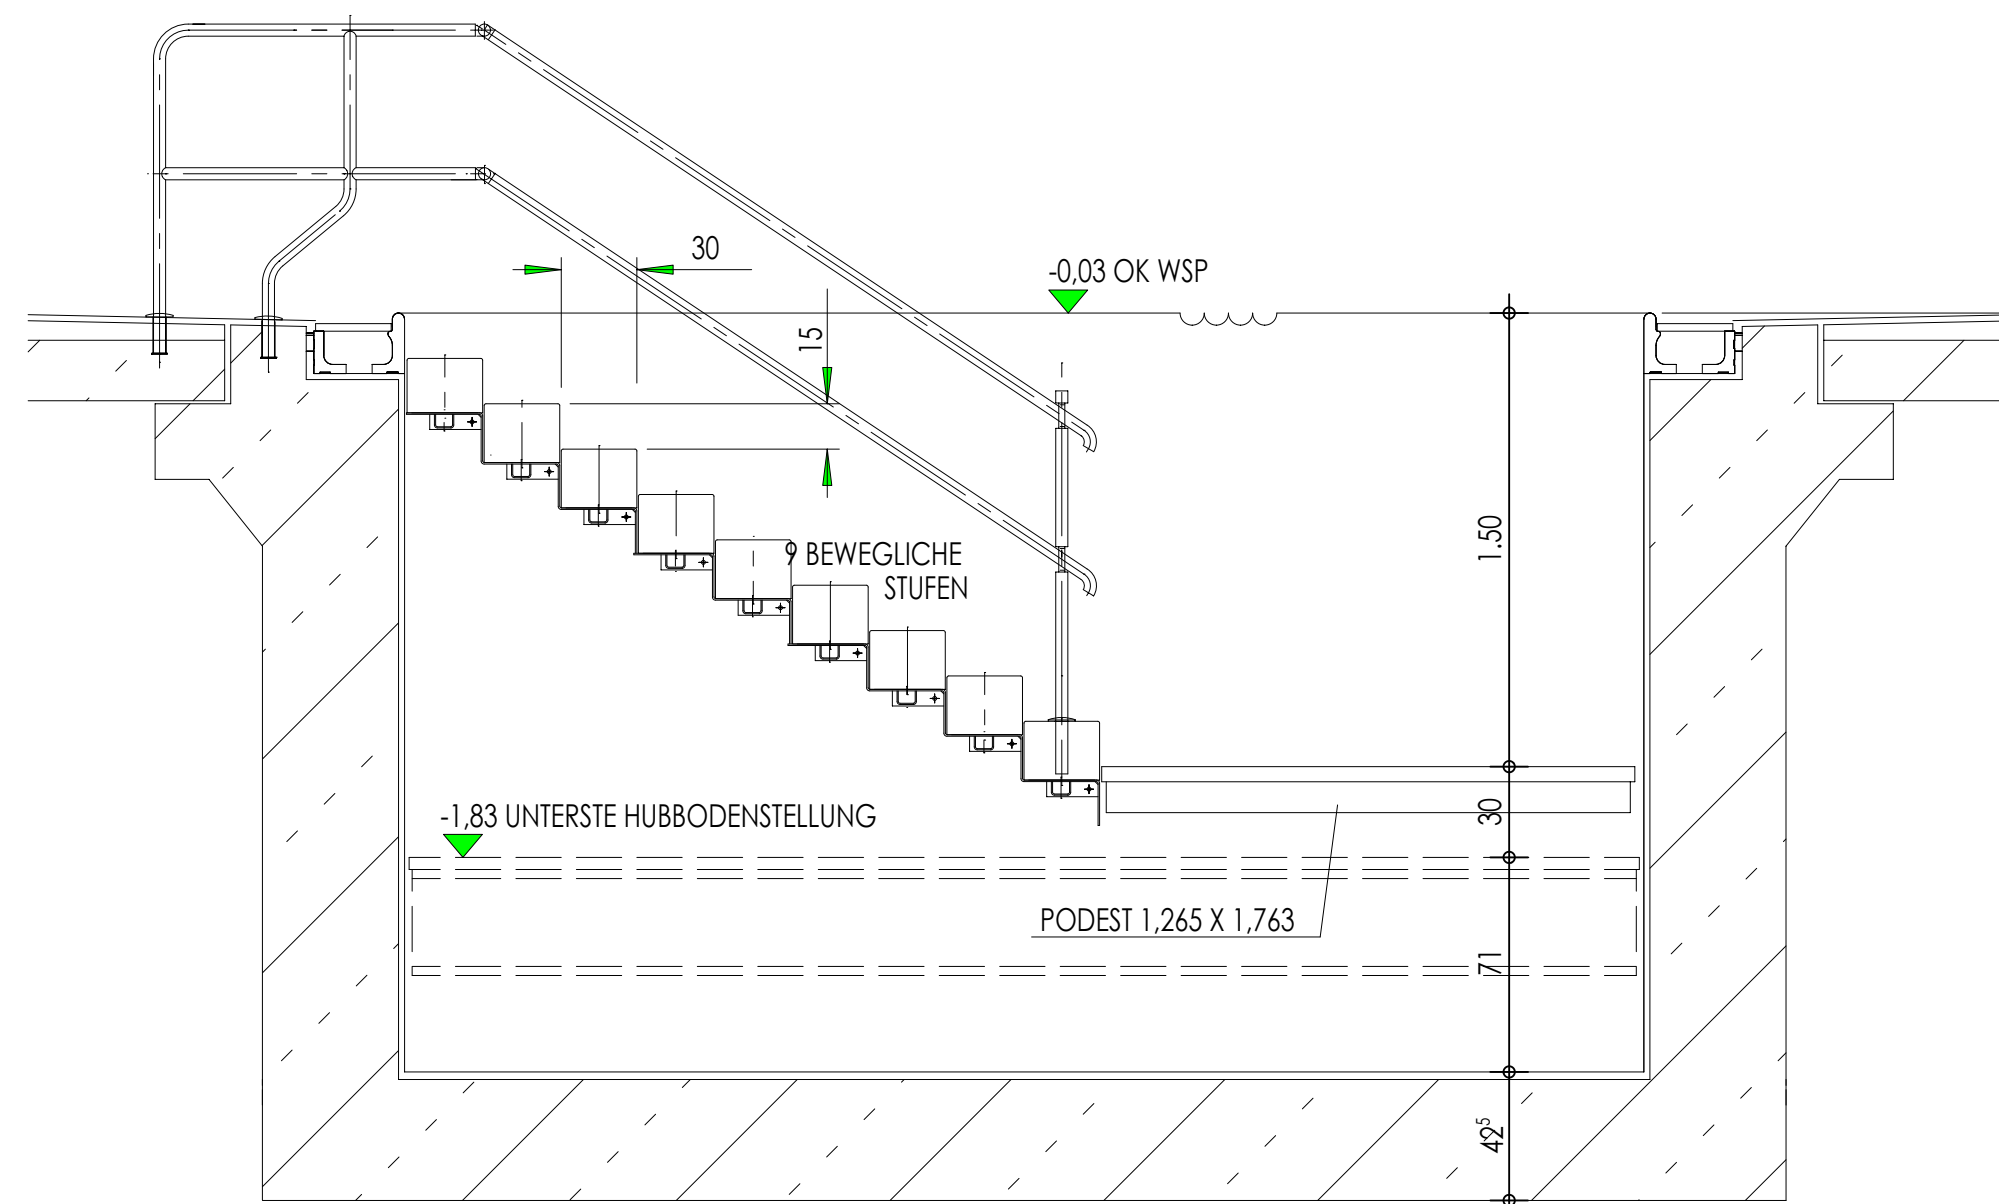 30
-0,03 OK WSP
15
1.50
9 BEWEGLICHE
STUFEN
-1,83 UNTERSTE HUBBODENSTELLUNG
30
PODEST 1,265 X 1,763
71
42⁵